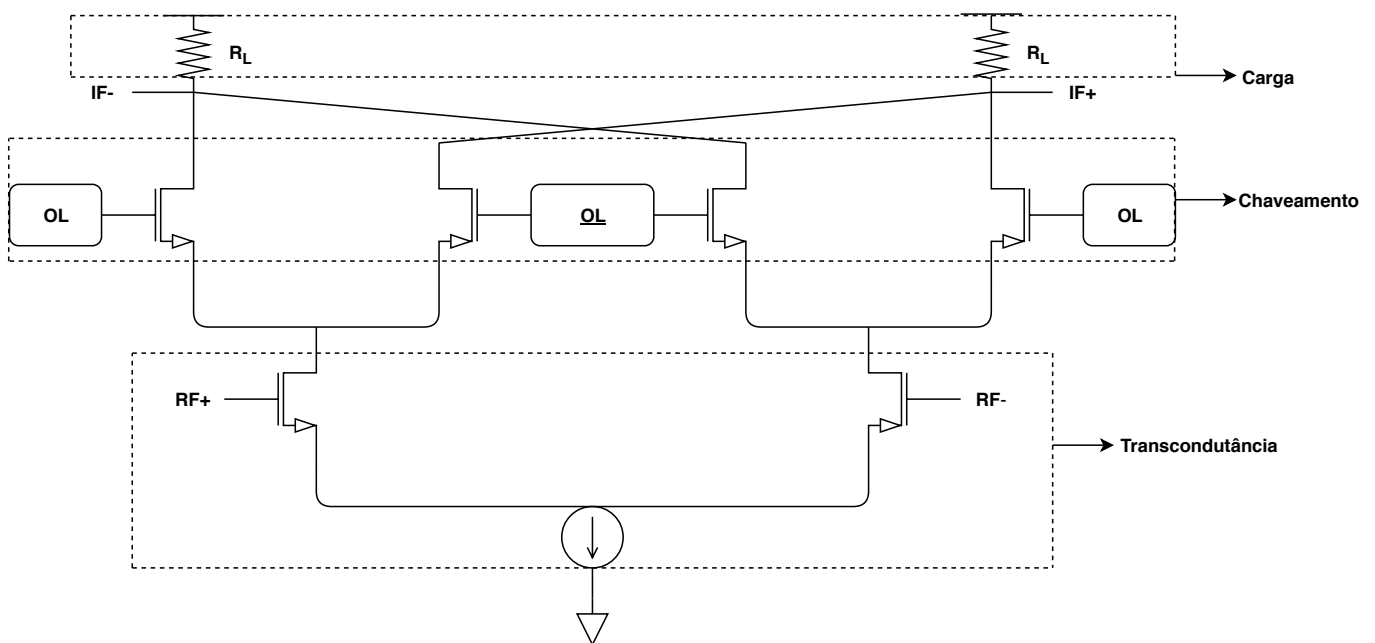 RL
RL
Carga
IF-
IF+
OL
OL
OL
Chaveamento
RF+
RF-
Transcondutância